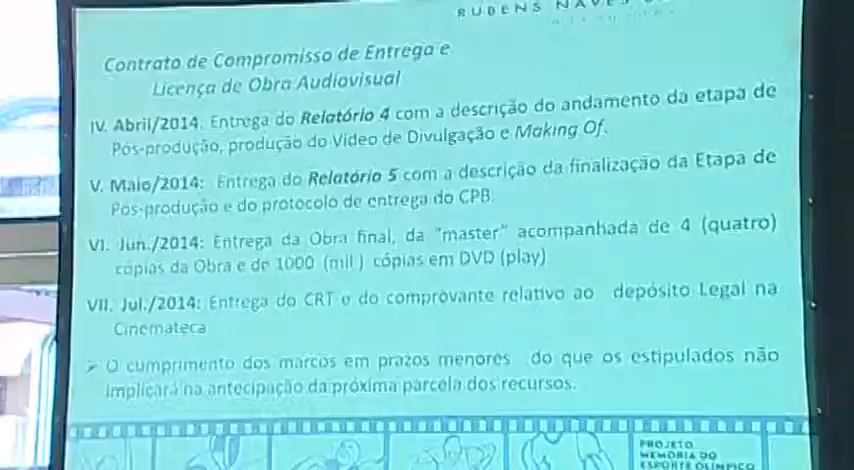 RUBENS NAVES
Contrato de Compromisso de Entrega e
Licença de Obra Audiovisual
IV. Abril/2014: Entrega do Relatório 4 com a descrição do andamento da etapa de
Pós-produção, produção do Vídeo de Divulgação e Making Of.
V. Maio/2014: Entrega do Relatório 5 com a descrição da finalização da Etapa de
Pós-produção e do protocolo de entrega do CPB.
VI. Jun./2014: Entrega da Obra final, da "master" acompanhada de 4 (quatro)
cópias da Obra e de 1000 (mil ) cópias em DVD (play)
VII. Jul./2014: Entrega do CRT e do comprovante relativo ao depósito Legal na
Cinemateca
➢ O cumprimento dos marcos em prazos menores do que os estipulados não
implicará na antecipação da próxima parcela dos recursos.
PROJETO
MEMÓRIA DO
ESPORTE OLÍMPICO